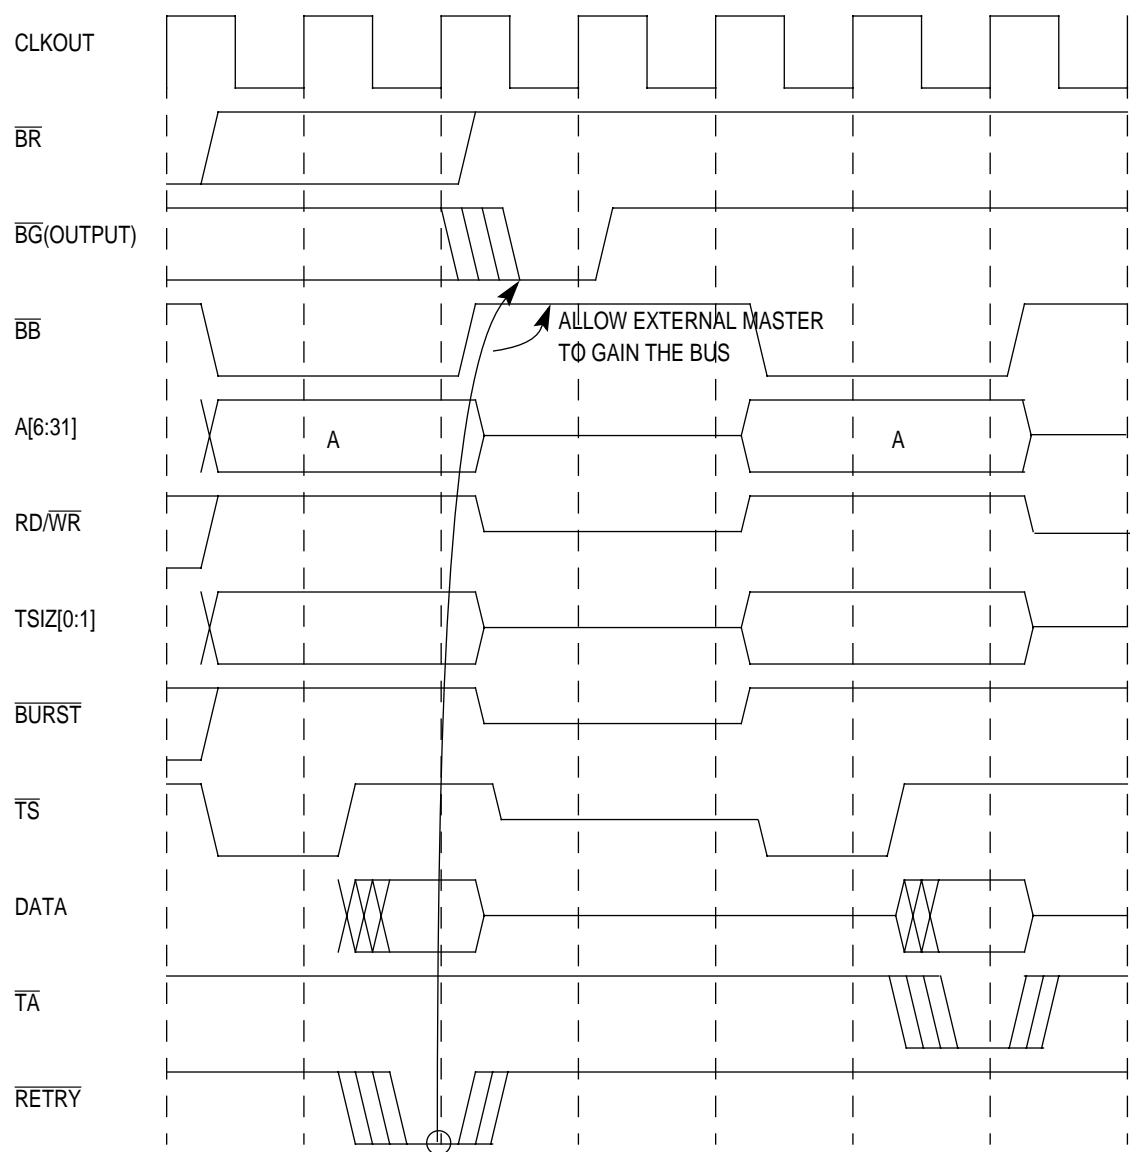 CLKOUT
BR
BG(OUTPUT)
BB
ALLOW EXTERNAL MASTER
TO GAIN THE BUS
A[6:31]
A
A
RD/WR
TSIZ[0:1]
BURST
TS
DATA
TA
RETRY